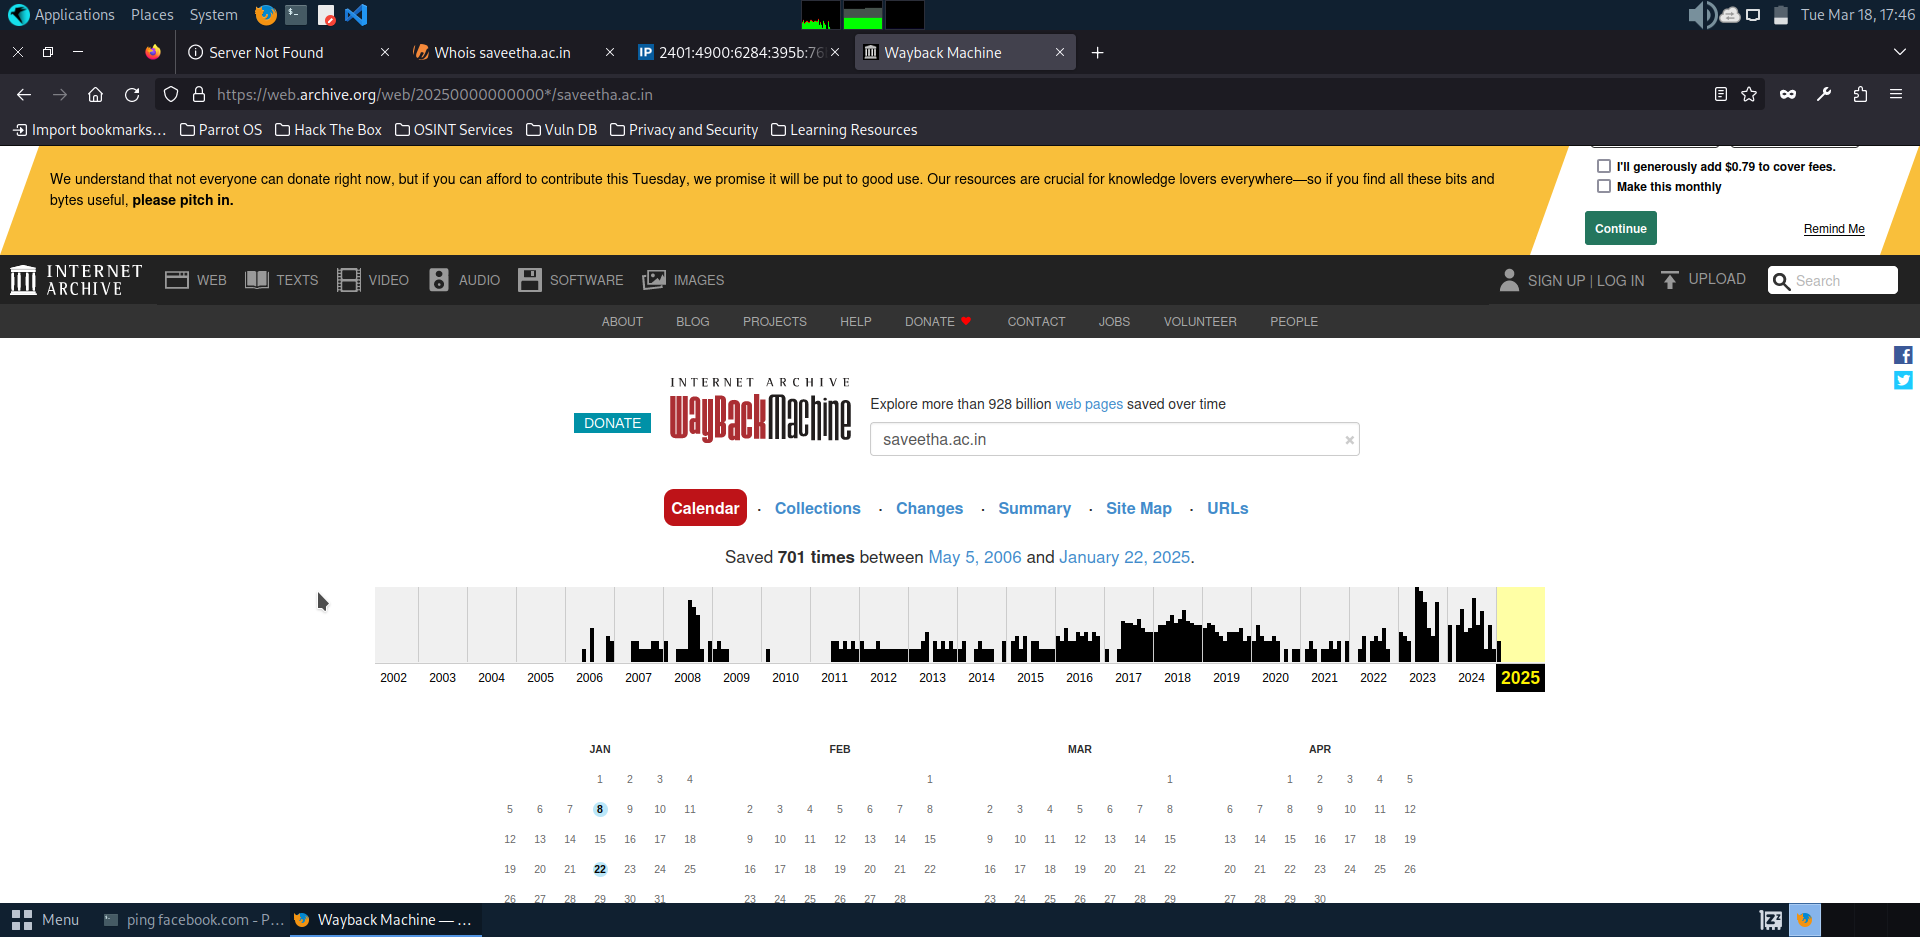 Applications Places System
Tue Mar 18, 17:46
Server Not Found
Whois saveetha.ac.in
IP 2401:4900:6284:395b:76
Wayback Machine
https://web.archive.org/web/20250000000000*/saveetha.ac.in
Import bookmarks... Parrot OS Hack The Box OSINT Services Vuln DB Privacy and Security Learning Resources
We understand that not everyone can donate right now, but if you can afford to contribute this Tuesday, we promise it will be put to good use. Our resources are crucial for knowledge lovers everywhere—so if you find all these bits and
bytes useful, please pitch in.
I'll generously add $0.79 to cover fees.
Make this monthly
Continue
Remind Me
INTERNET
ARCHIVE
WEB TEXTS VIDEO AUDIO SOFTWARE IMAGES
SIGN UP | LOG IN UPLOAD Search
ABOUT BLOG PROJECTS HELP DONATE CONTACT JOBS VOLUNTEER PEOPLE
DONATE
INTERNET ARCHIVE
WayBackMachine
Explore more than 928 billion web pages saved over time
saveetha.ac.in
Calendar · Collections · Changes · Summary · Site Map · URLs
Saved 701 times between May 5, 2006 and January 22, 2025.
2002 2003 2004 2005 2006 2007 2008 2009 2010 2011 2012 2013 2014 2015 2016 2017 2018 2019 2020 2021 2022 2023 2024 2025
JAN FEB MAR APR
1 2 3 4 1 1 1 2 3 4 5
5 6 7 8 9 10 11 2 3 4 5 6 7 8 2 3 4 5 6 7 8 6 7 8 9 10 11 12
12 13 14 15 16 17 18 9 10 11 12 13 14 15 9 10 11 12 13 14 15 13 14 15 16 17 18 19
19 20 21 22 23 24 25 16 17 18 19 20 21 22 16 17 18 19 20 21 22 20 21 22 23 24 25 26
26 27 28 29 30 31 23 24 25 26 27 28 23 24 25 26 27 28 29 27 28 29 30
Menu ping facebook.com - P... Wayback Machine — ...